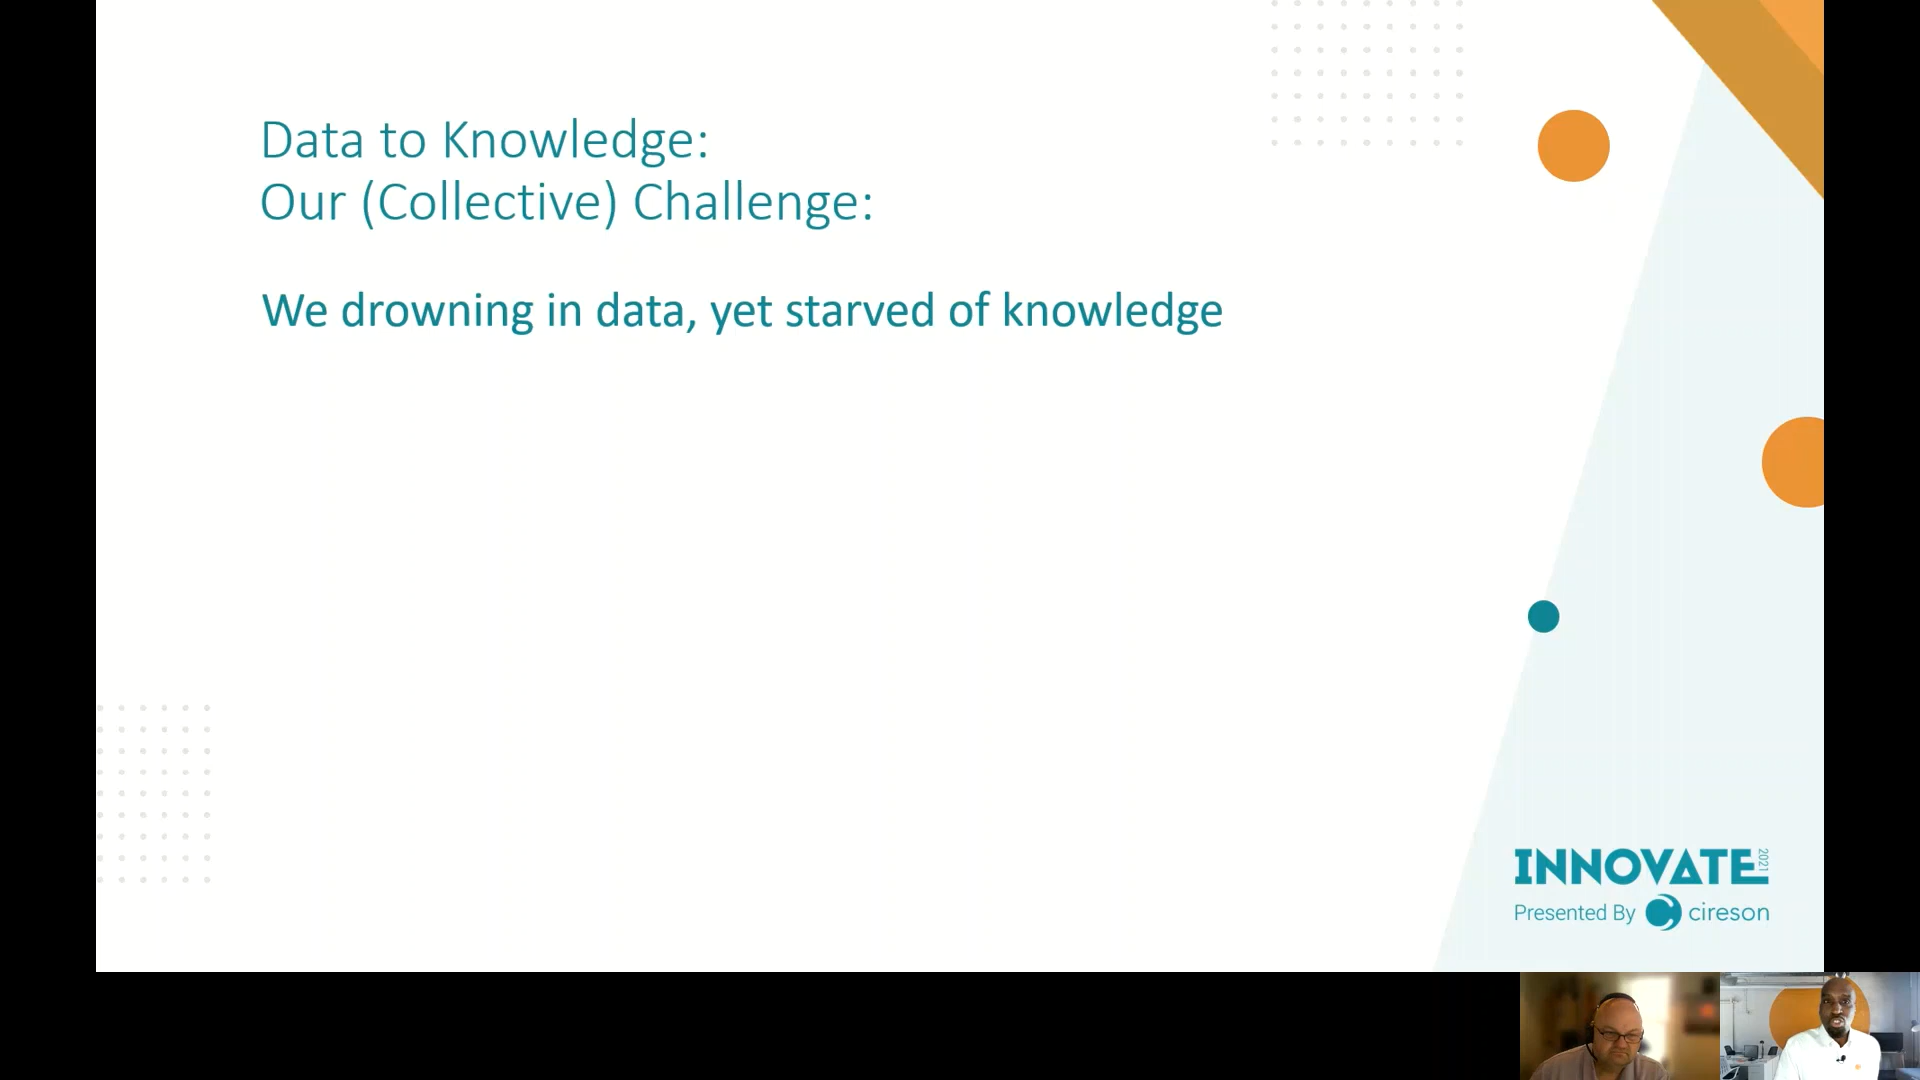 Data to Knowledge:
Our (Collective) Challenge:
We drowning in data, yet starved of knowledge
INNOVATE 2021
Presented By cireson